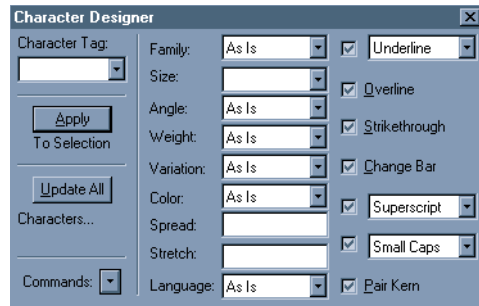 Character Designer
Character Tag:
Apply
To Selection
Update All
Characters...
Commands:
Family: As Is
Size:
Angle: As Is
Weight: As Is
Variation: As Is
Color: As Is
Spread:
Stretch:
Language: As Is
Underline
Overline
Strikethrough
Change Bar
Superscript
Small Caps
Pair Kern